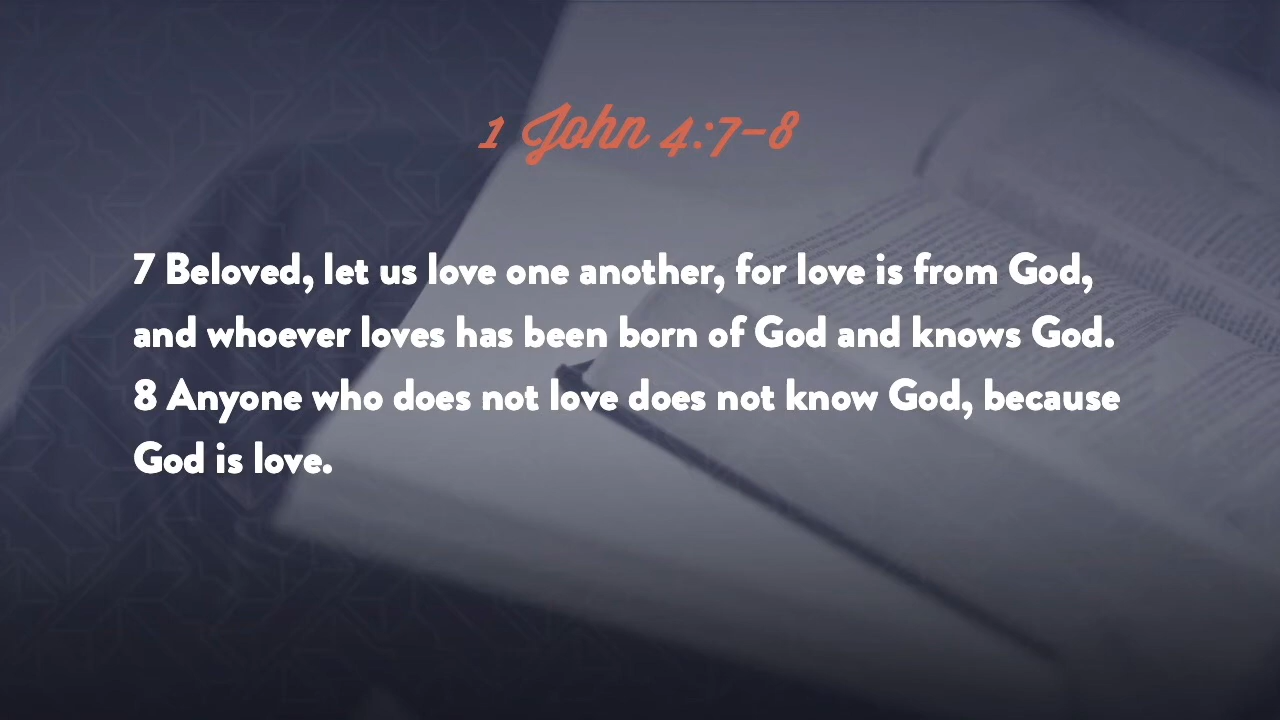 1 John 4:7–8
7 Beloved, let us love one another, for love is from God,
and whoever loves has been born of God and knows God.
8 Anyone who does not love does not know God, because
God is love.